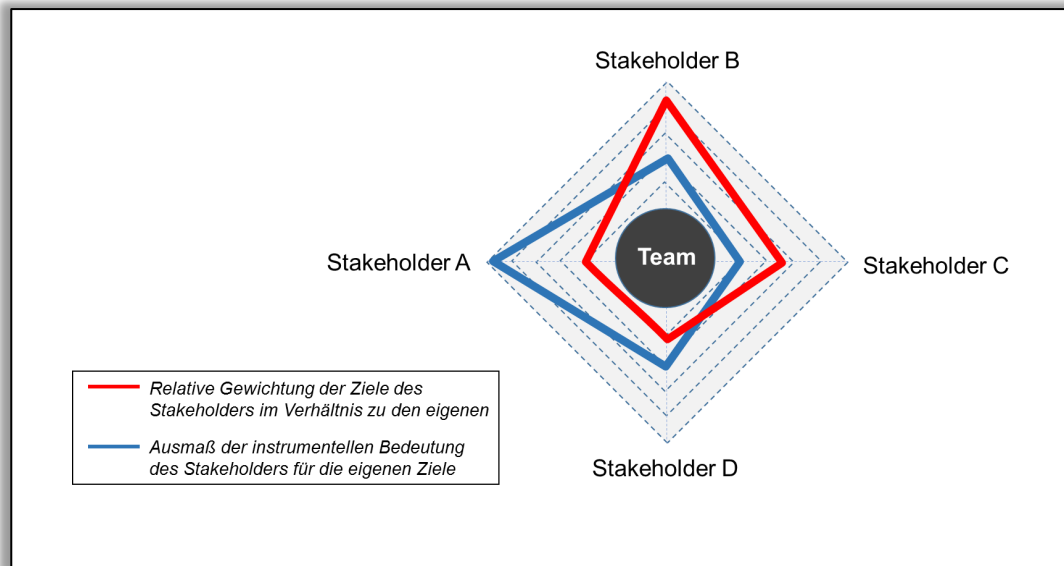 Stakeholder B
Stakeholder A
Team
Stakeholder C
Relative Gewichtung der Ziele des
Stakeholders im Verhältnis zu den eigenen
Ausmaß der instrumentellen Bedeutung
des Stakeholders für die eigenen Ziele
Stakeholder D